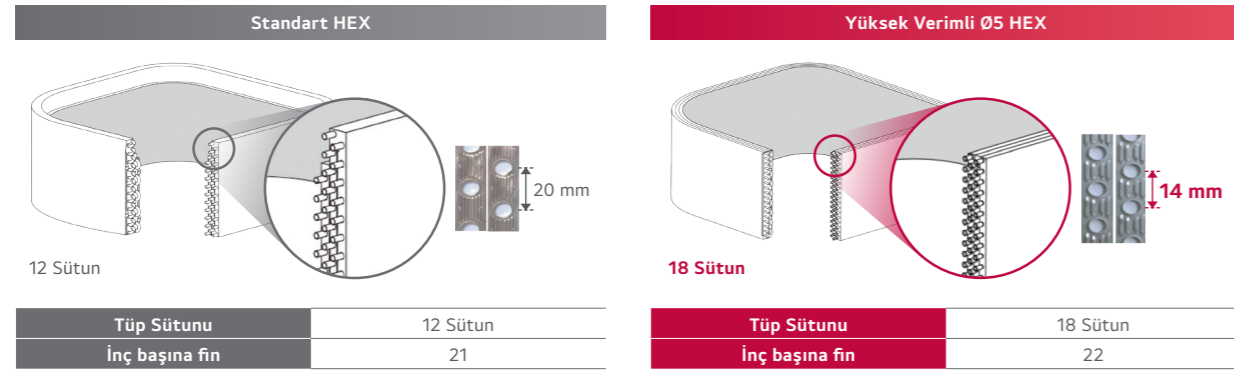 Standart HEX
20 mm
12 Sütun
Tüp Sütunu 12 Sütun
İnç başına fin 21
Yüksek Verimli Ø5 HEX
14 mm
18 Sütun
Tüp Sütunu 18 Sütun
İnç başına fin 22